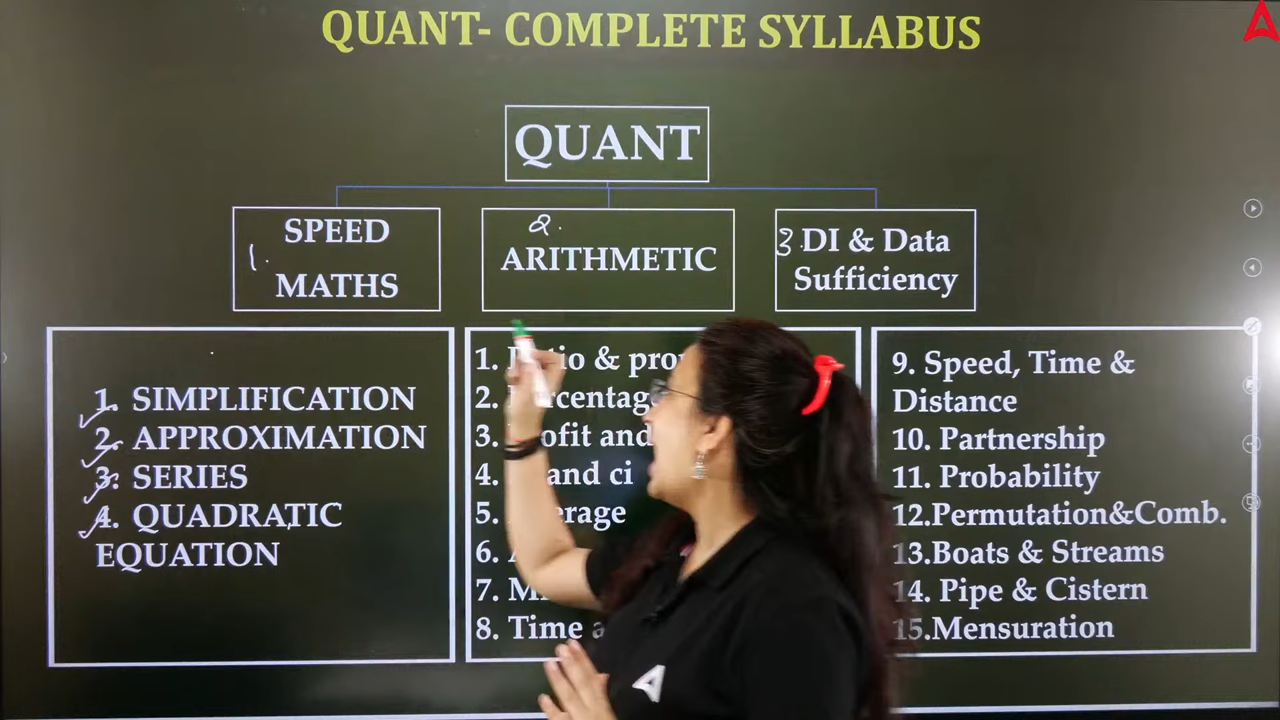 QUANT- COMPLETE SYLLABUS
QUANT
SPEED
1.
MATHS
2.
ARITHMETIC
3. DI & Data
Sufficiency
1. SIMPLIFICATION
2. APPROXIMATION
3. SERIES
4. QUADRATIC
EQUATION
1. &
2.
3. and
4. and ci
5.
6.
7.
8. Time
9. Speed, Time &
Distance
10. Partnership
11. Probability
12.Permutation&Comb.
13.Boats & Streams
14. Pipe & Cistern
15.Mensuration